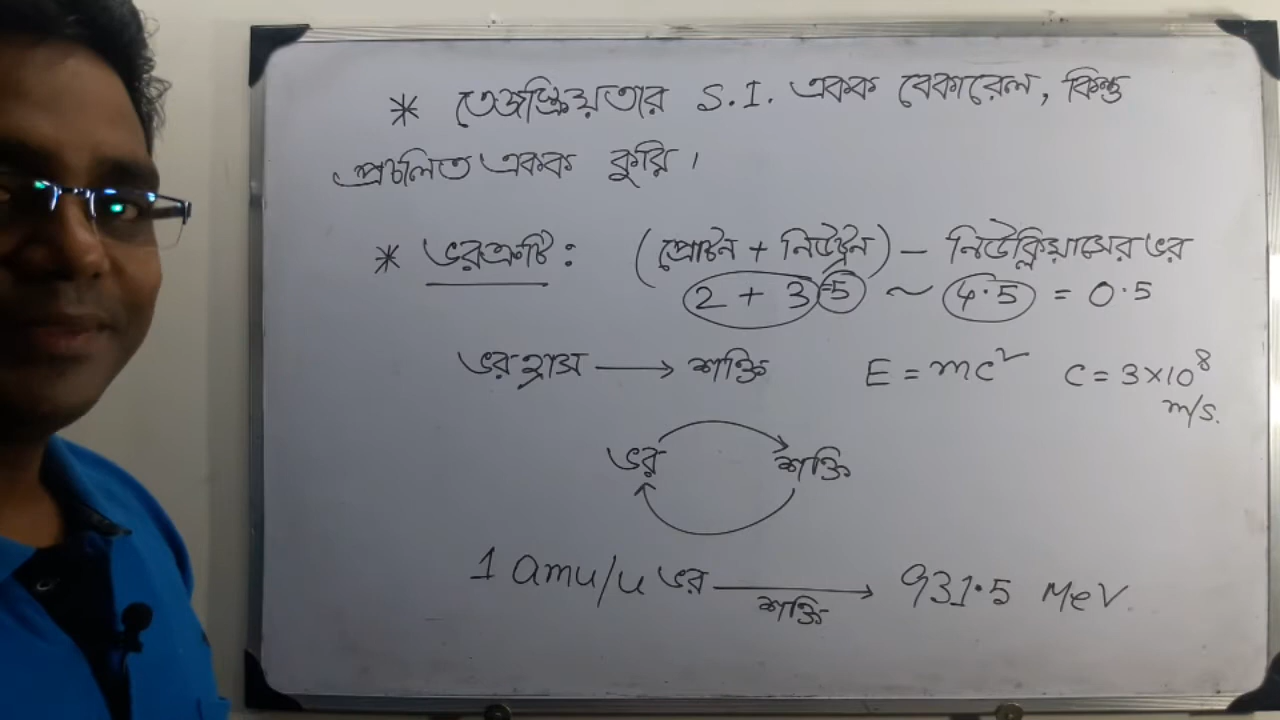 * তেজস্ক্রিয়তার S.I. একক বেকারেল, কিন্তু
প্রচলিত একক কুরি।
* ভরত্রুটি : (প্রোটন + নিউট্রন) – নিউক্লিয়াসের ভর
2 + 3 =5 ~ 4.5 = 0.5
ভর হ্রাস → শক্তি E = mc² C = 3×10⁸
m/s.
ভর শক্তি
1 amu/u ভর → 931.5 MeV.
শক্তি